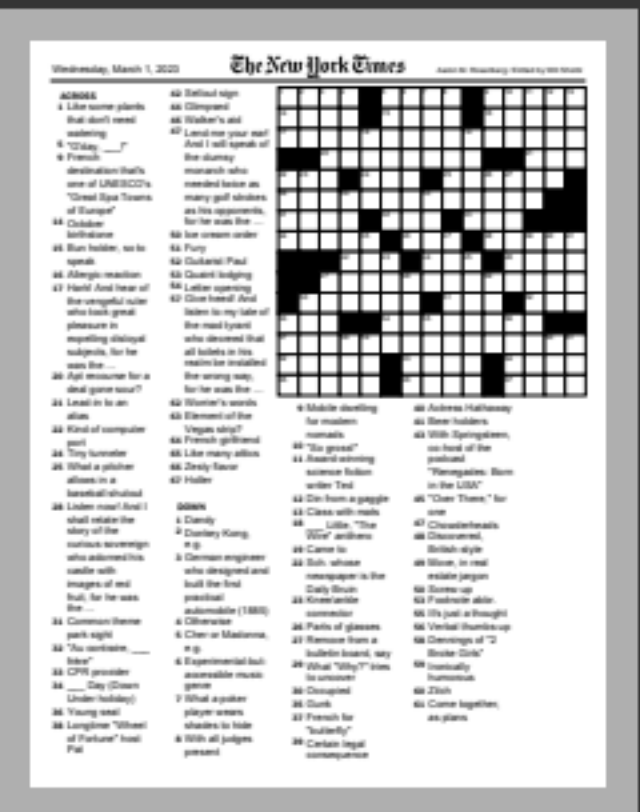 Wednesday, March 1, 2023
The New York Times
ACROSS
1 Like some plants
that don't need
watering
5 "G'day, ___!"
9 French
destination that's
one of UNESCO's
"Great Spa Towns
of Europe"
14 October
birthstone
15 Bun holder, so to
speak
16 Allergic reaction
17 Hark! And hear of
the vengeful ruler
who took great
pleasure in
expelling disloyal
subjects, for he
was the ...
20 Apt recourse for a
deal gone sour?
21 Lead-in to an
alias
22 Kind of computer
port
24 Tiny tunneler
25 What a pitcher
allows in a
baseball shutout
28 Listen now! And I
shall relate the
story of the
curious sovereign
who adorned his
castle with
images of red
fruit, for he was
the ...
31 Common theme
park sight
32 "Au contraire, ___
frère"
33 CPR provider
34 ___ Day (Down
Under holiday)
36 Young seal
38 Longtime "Wheel
of Fortune" host
Pat
42 Sellout sign
44 Glimpsed
46 Walker's aid
47 Lend me your ear!
And I will speak of
the clumsy
monarch who
needed twice as
many golf strokes
as his opponents,
for he was the ...
50 Ice cream order
51 Fury
52 Guitarist Paul
53 Quaint lodging
54 Letter opening
57 Give heed! And
listen to my tale of
the mad tyrant
who decreed that
all toilets in his
realm be installed
the wrong way,
for he was the ...
62 Worrier's words
63 Element of the
Vegas strip?
64 French girlfriend
65 Like many attics
66 Zesty flavor
67 Holler
DOWN
1 Dandy
2 Donkey Kong,
e.g.
3 German engineer
who designed and
built the first
practical
automobile (1885)
4 Otherwise
5 Cher or Madonna,
e.g.
6 Experimental-but-
accessible music
genre
7 What a poker
player wears
shades to hide
8 With all judges
present
9 Mobile dwelling
for modern
nomads
10 "So gross!"
11 Award-winning
science fiction
writer Ted
12 Din from a gaggle
13 Class with mats
18 ___ Little, "The
Wire" antihero
19 Came to
22 Sch. whose
newspaper is the
Daily Bruin
23 Knee/ankle
connector
26 Parts of glasses
27 Remove from a
bulletin board, say
29 What "Why?" tries
to uncover
30 Occupied
35 Gunk
37 French for
"butterfly"
39 Certain legal
consequence
40 Actress Hathaway
41 Beer holders
43 With Springsteen,
co-host of the
podcast
"Renegades: Born
in the USA"
45 "Over There," for
one
47 Chowderheads
48 Discovered,
British-style
49 Move, in real
estate jargon
50 Screw up
53 Footnote abbr.
55 It's just a thought
56 Verbal thumbs-up
58 Dennings of "2
Broke Girls"
59 Ironically
humorous
60 Zilch
61 Come together,
as plans